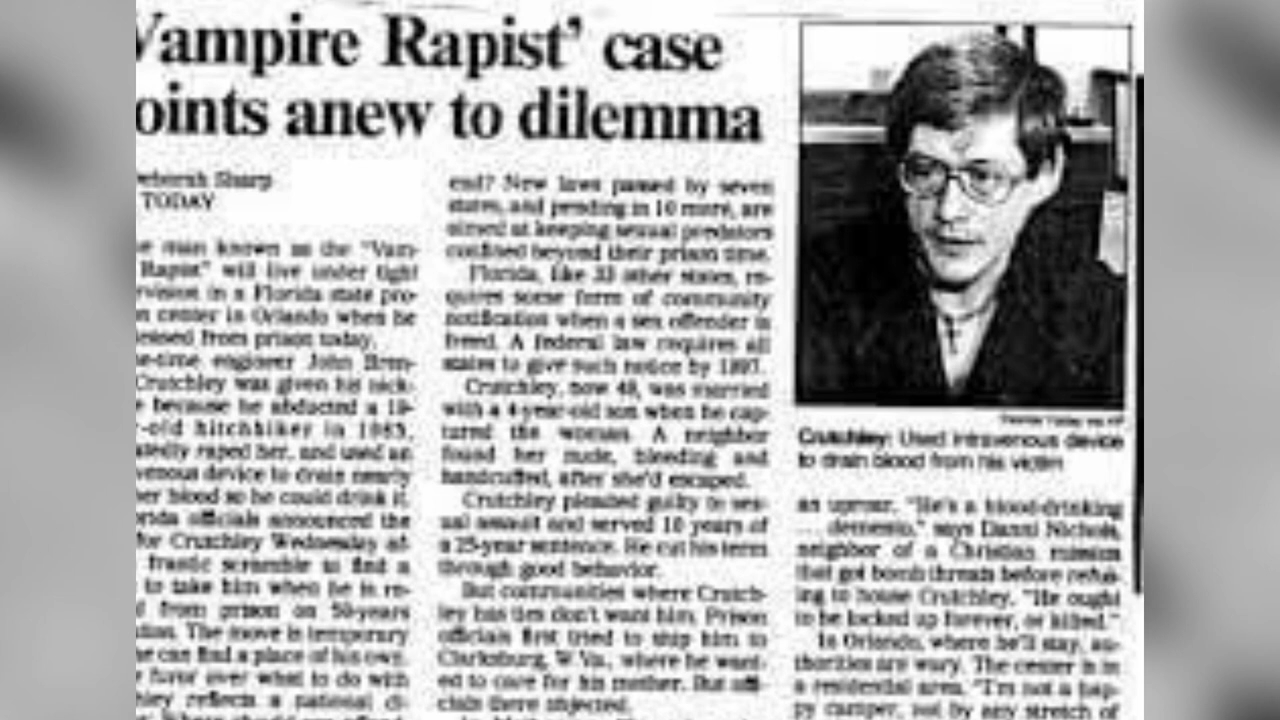 Vampire Rapist' case
oints anew to dilemma
eborah Sharp
TODAY
e man known as the "Vam-
Rapist" will live under tight
rvision in a Florida state pro-
n center in Orlando when he
eased from prison today.
e-time engineer John Bren-
Crutchley was given his nick-
e because he abducted a 19-
r-old hitchhiker in 1985,
atedly raped her, and used an
venous device to drain nearly
her blood so he could drink it.
orida officials announced the
for Crutchley Wednesday af-
frantic scramble to find a
to take him when he is re-
d from prison on 50-years
tion. The move is temporary
he can find a place of his own.
furor over what to do with
hley reflects a national di-
end? New laws passed by seven
states, and pending in 10 more, are
aimed at keeping sexual predators
confined beyond their prison time.
Florida, like 33 other states, re-
quires some form of community
notification when a sex offender is
freed. A federal law requires all
states to give such notice by 1997.
Crutchley, now 49, was married
with a 4-year-old son when he cap-
tured the woman. A neighbor
found her nude, bleeding and
handcuffed, after she'd escaped.
Crutchley pleaded guilty to sex-
ual assault and served 10 years of
a 25-year sentence. He cut his term
through good behavior.
But communities where Crutch-
ley has ties don't want him. Prison
officials first tried to ship him to
Clarksburg, W.Va., where he want-
ed to care for his mother. But offi-
cials there objected.
Crutchley: Used intravenous device
to drain blood from his victim
an uproar. "He's a blood-drinking
... demento," says Danni Nichols,
neighbor of a Christian mission
that got bomb threats before refus-
ing to house Crutchley. "He ought
to be locked up forever, or killed."
In Orlando, where he'll stay, au-
thorities are wary. The center is in
a residential area. "I'm not a hap-
py camper, not by any stretch of